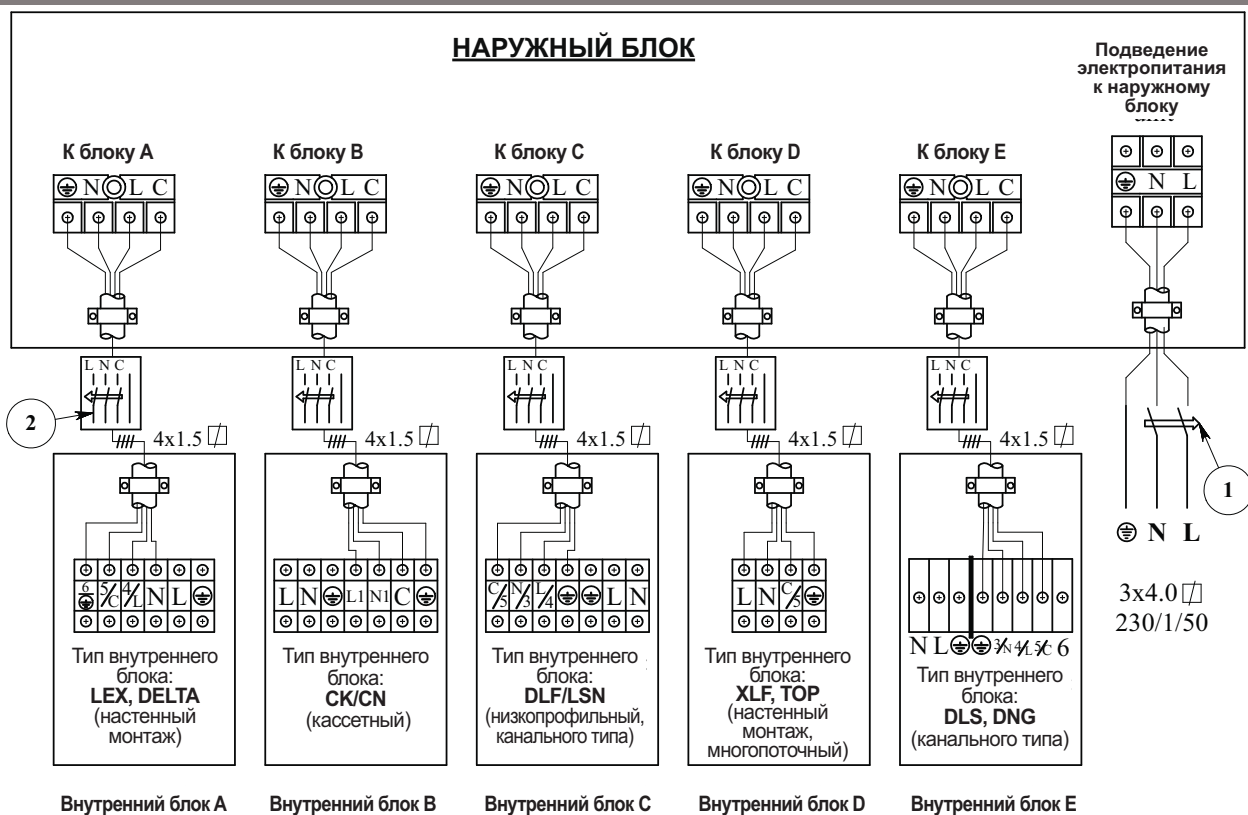 НАРУЖНЫЙ БЛОК
Подведение
электропитания
к наружному
блоку
К блоку A
К блоку B
К блоку C
К блоку D
К блоку E
N L C
N L C
N L C
N L C
N L C
N L
L N C
L N C
L N C
L N C
L N C
2
1
4x1.5
4x1.5
4x1.5
4x1.5
4x1.5
N L
3x4.0
230/1/50
6 5/C 4/L N L
L N L1 N1 C
C/5 N/3 L/4 L N
L N C/5
N L 3/N 4/L 5/C 6
Тип внутреннего
блока:
LEX, DELTA
(настенный
монтаж)
Тип внутреннего
блока:
CK/CN
(кассетный)
Тип внутреннего
блока:
DLF/LSN
(низкопрофильный,
канального типа)
Тип внутреннего
блока:
XLF, TOP
(настенный
монтаж,
многопоточный)
Тип внутреннего
блока:
DLS, DNG
(канального типа)
Внутренний блок A
Внутренний блок B
Внутренний блок C
Внутренний блок D
Внутренний блок E